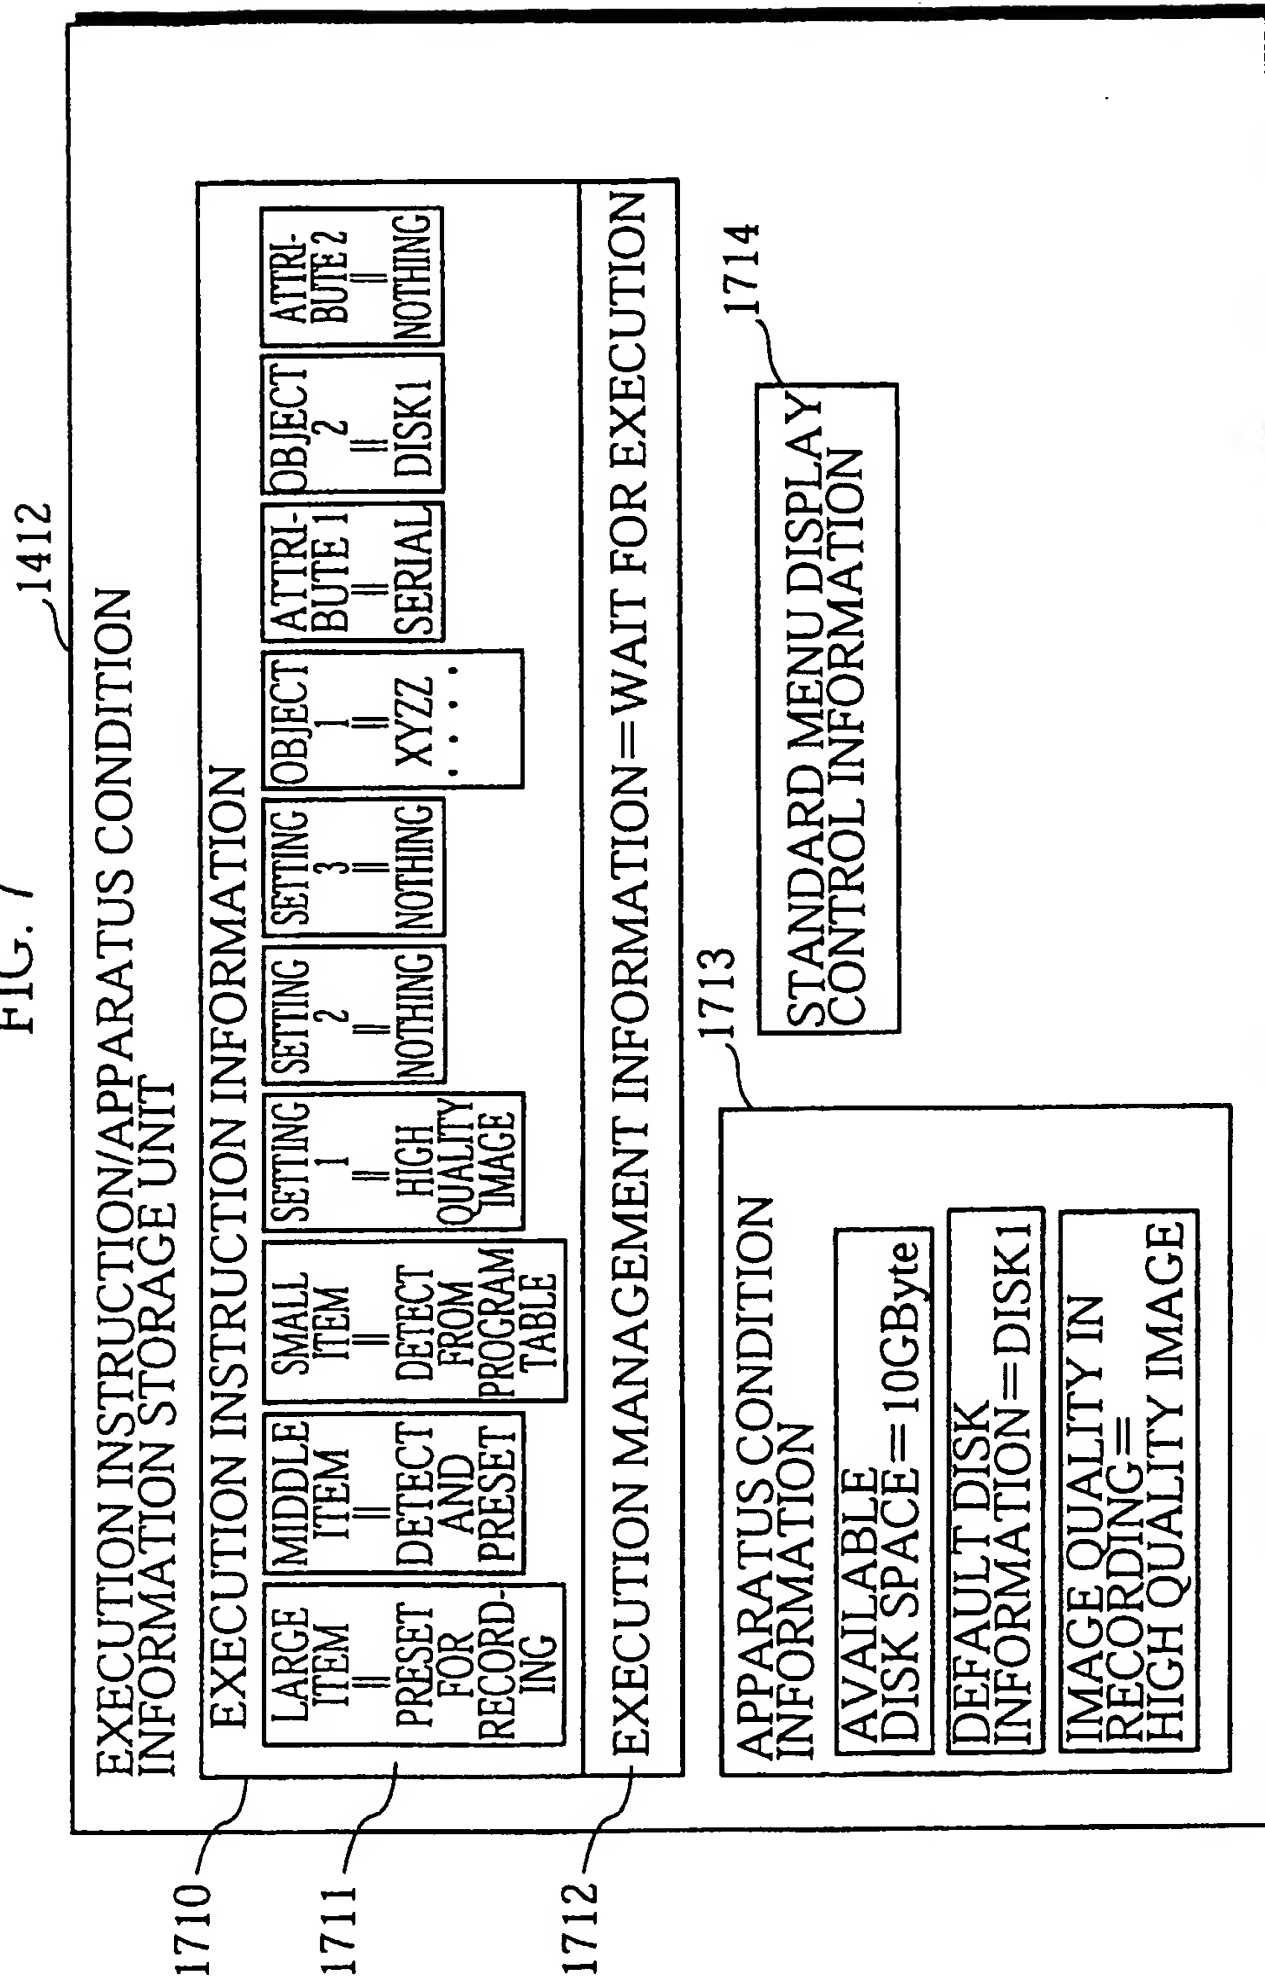 FIG. 7
1412
EXECUTION INSTRUCTION/APPARATUS CONDITION
INFORMATION STORAGE UNIT
1710
EXECUTION INSTRUCTION INFORMATION
1711
LARGE
ITEM
=
PRESET
FOR
RECORD-
ING
MIDDLE
ITEM
=
DETECT
AND
PRESET
SMALL
ITEM
=
DETECT
FROM
PROGRAM
TABLE
SETTING
1
=
HIGH
QUALITY
IMAGE
SETTING
2
=
NOTHING
SETTING
3
=
NOTHING
OBJECT
1
=
XYZZ
. . . .
ATTRI-
BUTE 1
=
SERIAL
OBJECT
2
=
DISK1
ATTRI-
BUTE 2
=
NOTHING
1712
EXECUTION MANAGEMENT INFORMATION=WAIT FOR EXECUTION
1713
APPARATUS CONDITION
INFORMATION
AVAILABLE
DISK SPACE=10GByte
DEFAULT DISK
INFORMATION=DISK1
IMAGE QUALITY IN
RECORDING=
HIGH QUALITY IMAGE
1714
STANDARD MENU DISPLAY
CONTROL INFORMATION